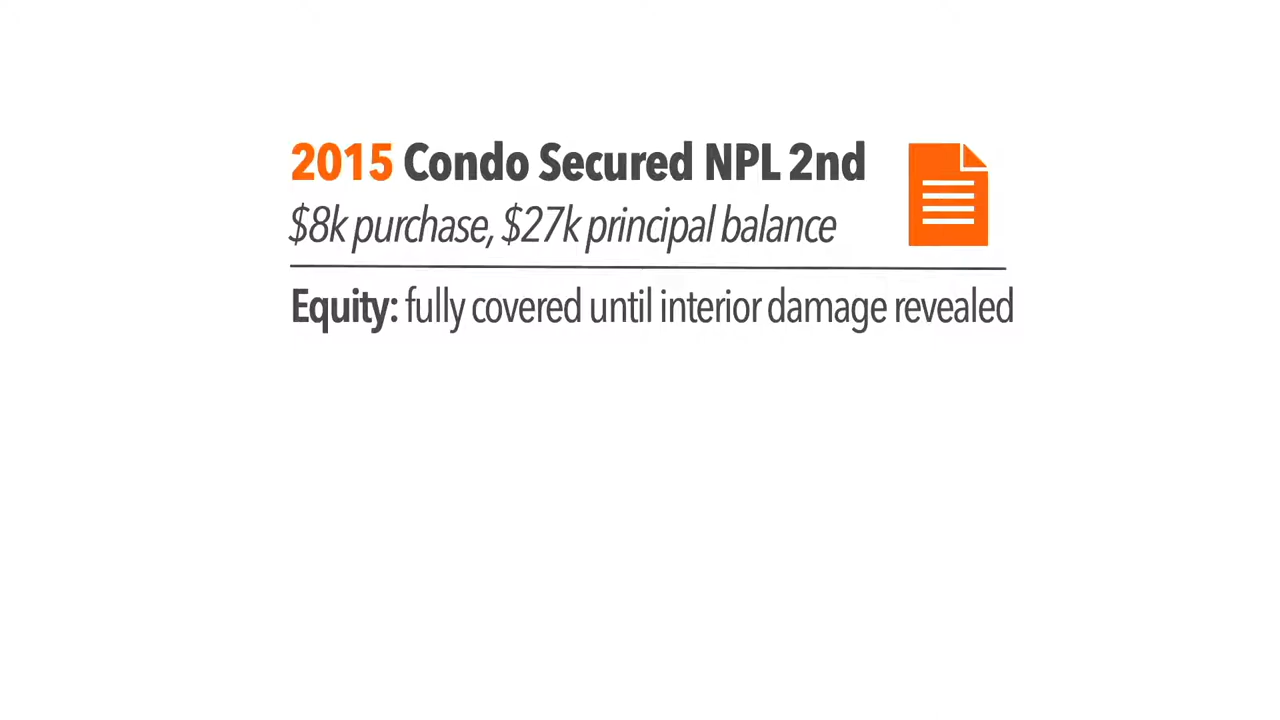 2015 Condo Secured NPL 2nd
$8k purchase, $27k principal balance
Equity: fully covered until interior damage revealed